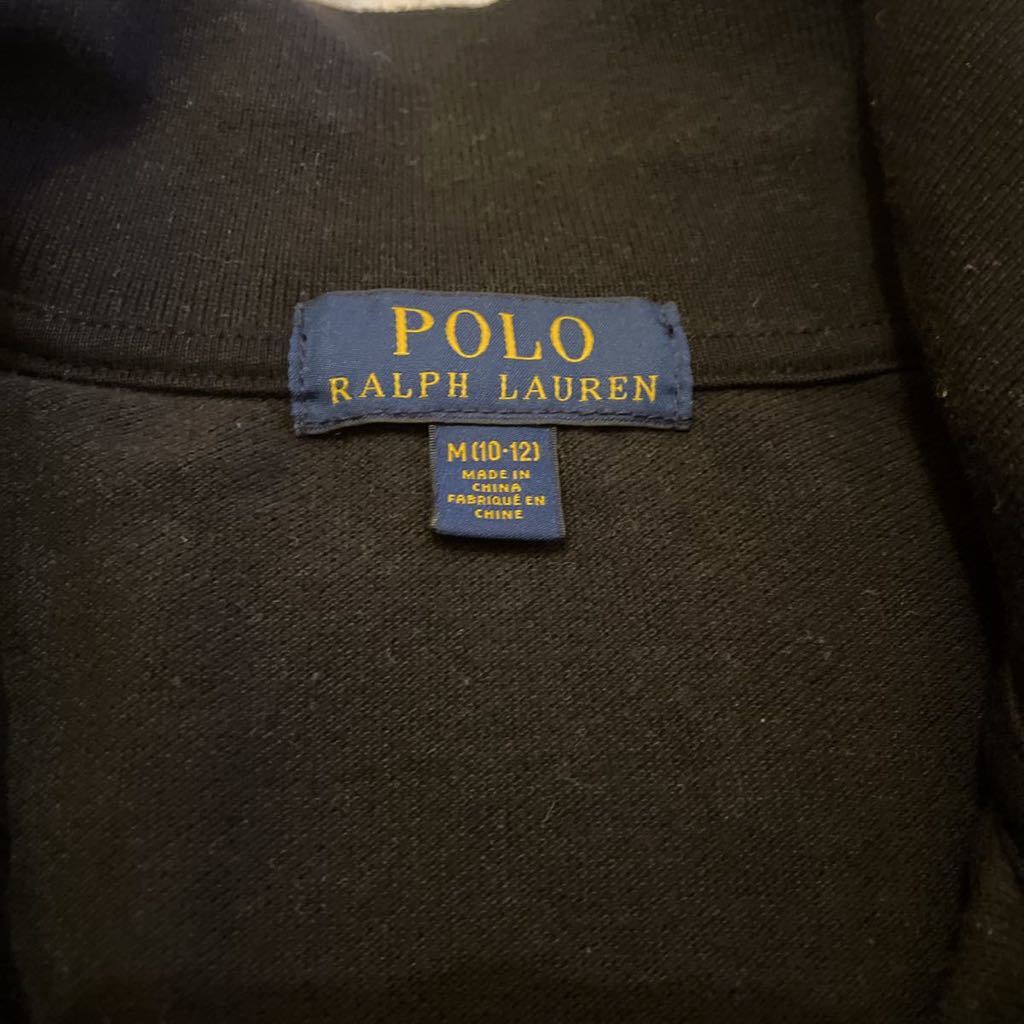 POLO
RALPH LAUREN
M(10-12)
MADE IN
CHINA
FABRIQUÉ EN
CHINE